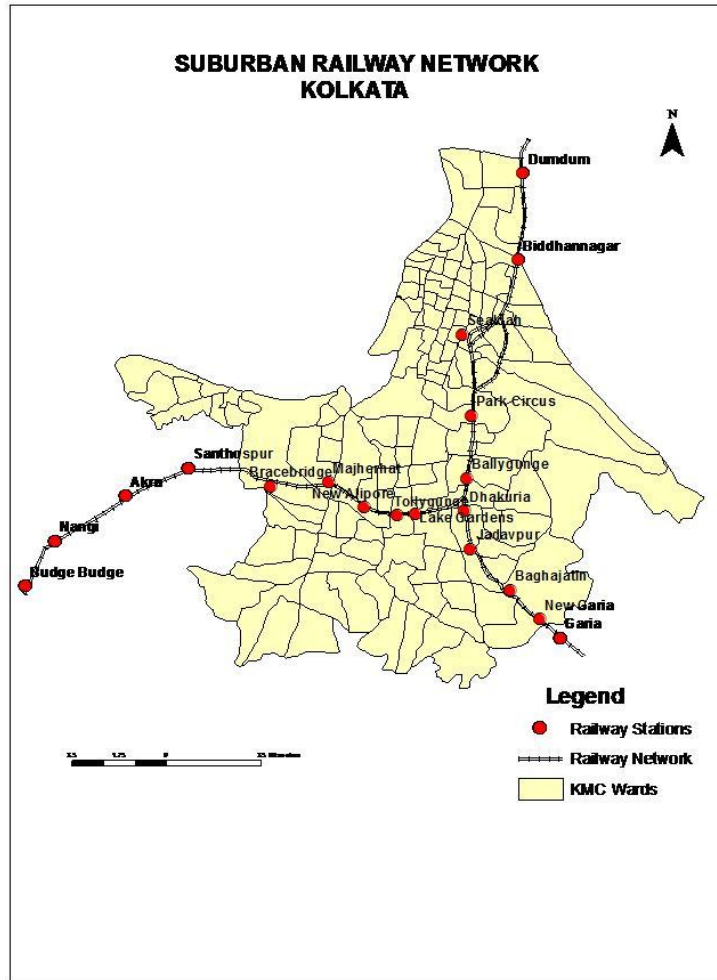 SUBURBAN RAILWAY NETWORK
KOLKATA
N
Dumdum
Biddhannagar
Sealdah
Park Circus
Ballygunge
Santhospur
Majherhat
Bracebridge
Akra
New Alipole
Tollygunge
Dhakuria
Lake Gardens
Nangi
Jadavpur
Budge Budge
Baghajatin
New Garia
Garia
Legend
Railway Stations
Railway Network
KMC Wards